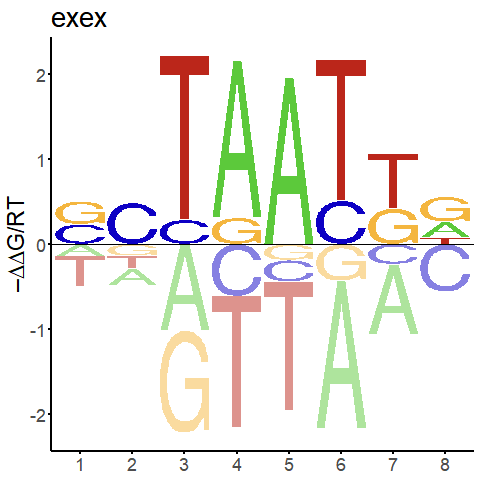 exex
−ΔΔG/RT
2
1
0
-1
-2
G C A T
C G T A
T C A G
A G C T
A G C T
T C G A
T G C A
G A T C
1 2 3 4 5 6 7 8